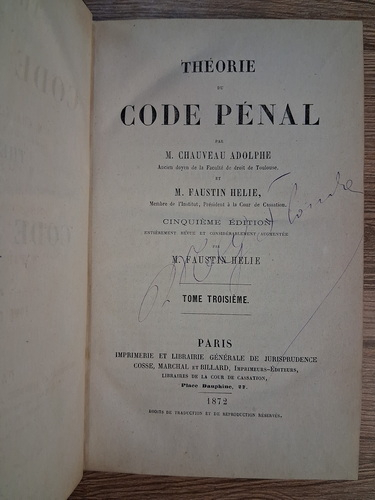 THÉORIE
DU
CODE PÉNAL
PAR
M. CHAUVEAU ADOLPHE
Ancien doyen de la Faculté de droit de Toulouse,
ET
M. FAUSTIN HELIE,
Membre de l'Institut, Président à la Cour de Cassation.
CINQUIÈME ÉDITION
ENTIÈREMENT REVUE ET CONSIDÉRABLEMENT AUGMENTÉE
PAR
M. FAUSTIN HELIE
TOME TROISIÈME.
PARIS
IMPRIMERIE ET LIBRAIRIE GÉNÉRALE DE JURISPRUDENCE
COSSE, MARCHAL ET BILLARD, IMPRIMEURS-ÉDITEURS,
LIBRAIRES DE LA COUR DE CASSATION,
Place Dauphine, 27.
1872
DROITS DE TRADUCTION ET DE REPRODUCTION RÉSERVÉS.